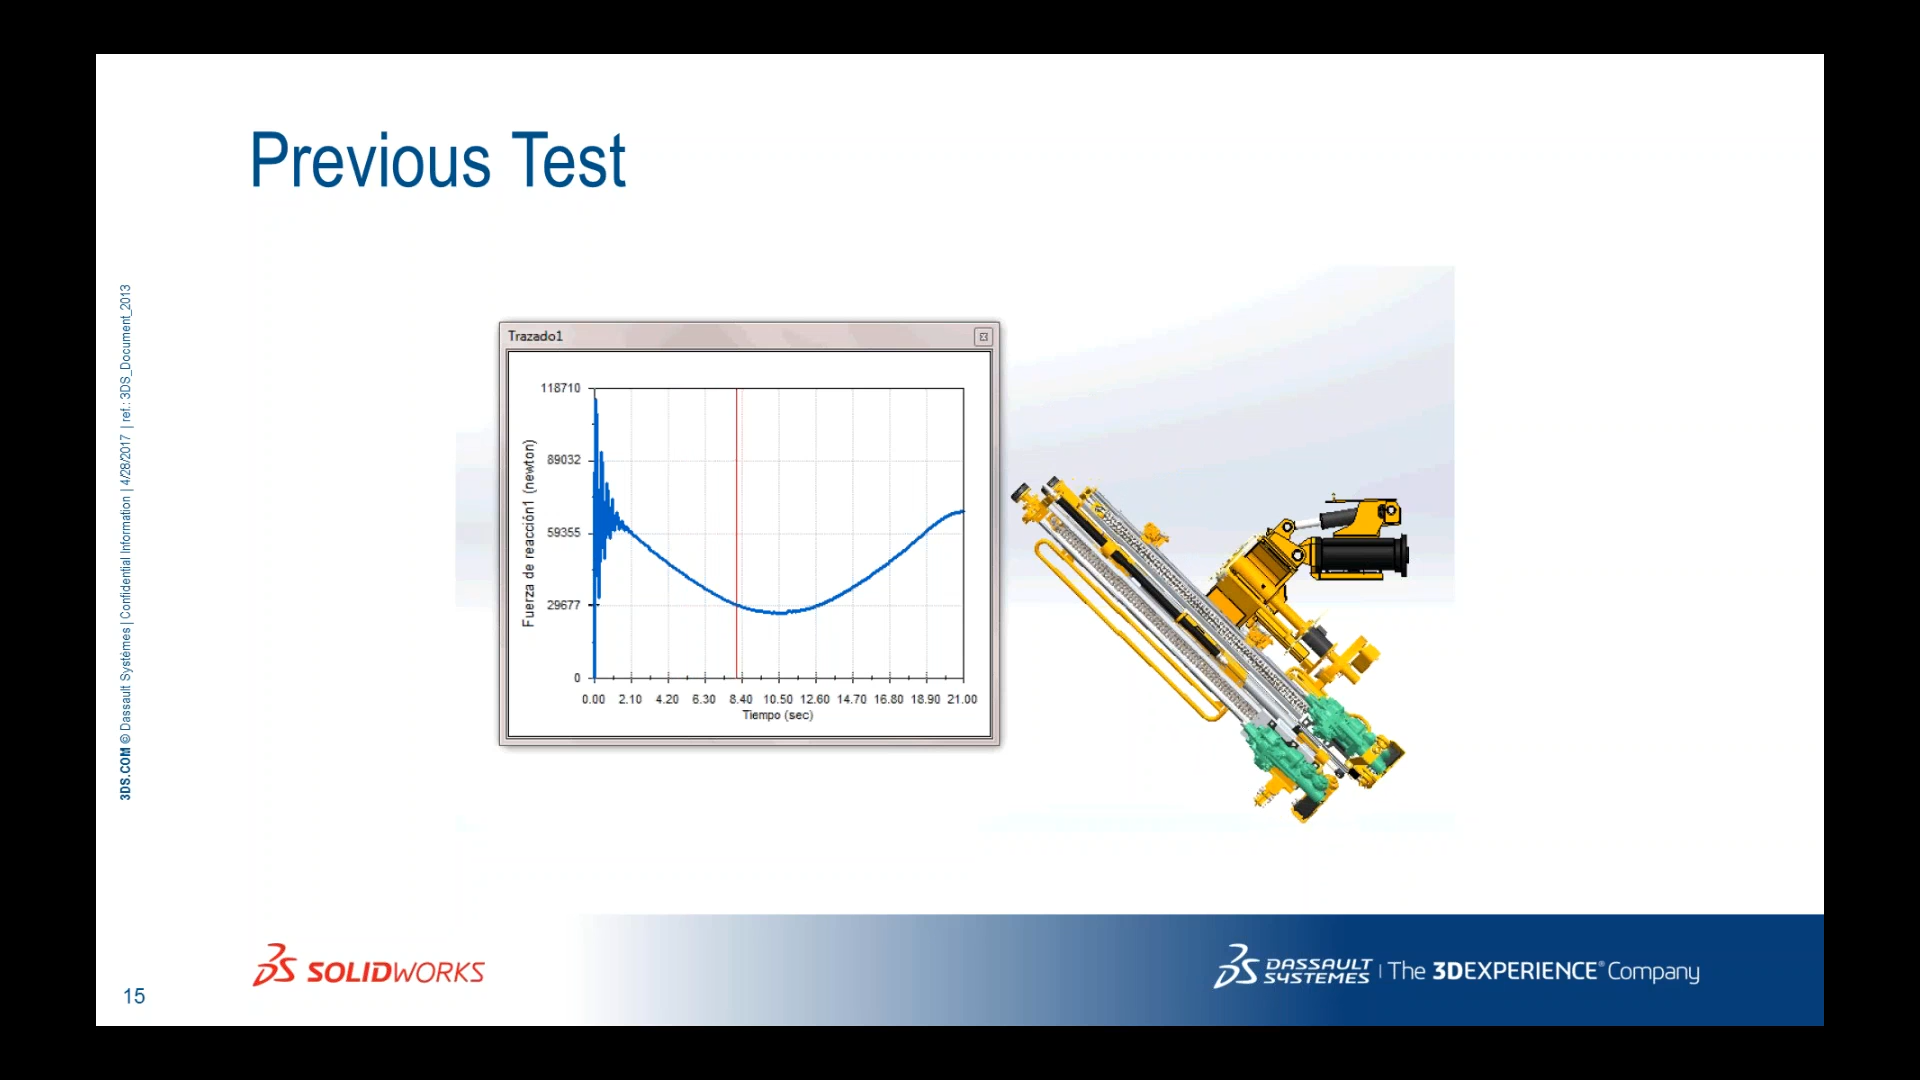 Previous Test
3DS.COM © Dassault Systèmes | Confidential Information | 4/28/2017 | ref.: 3DS_Document_2013
Trazado1
118710
89032
59355
29677
0
Fuerza de reacción1 (newton)
0.00 2.10 4.20 6.30 8.40 10.50 12.60 14.70 16.80 18.90 21.00
Tiempo (sec)
SOLIDWORKS
DASSAULT SYSTEMES | The 3DEXPERIENCE® Company
15